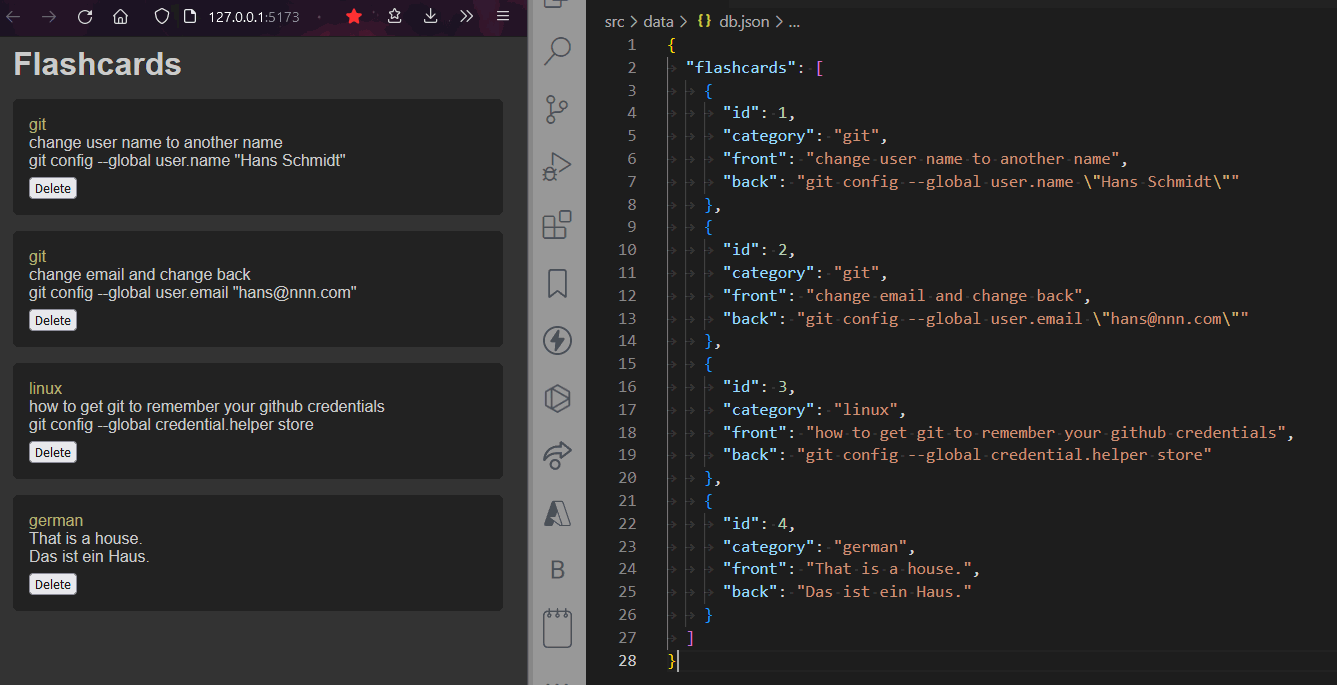 127.0.0.1:5173
Flashcards
git
change user name to another name
git config --global user.name "Hans Schmidt"
Delete
git
change email and change back
git config --global user.email "hans@nnn.com"
Delete
linux
how to get git to remember your github credentials
git config --global credential.helper store
Delete
german
That is a house.
Das ist ein Haus.
Delete
B
src > data > {} db.json > ...
1 {
2 "flashcards": [
3 {
4 "id": 1,
5 "category": "git",
6 "front": "change user name to another name",
7 "back": "git config --global user.name \"Hans Schmidt\""
8 },
9 {
10 "id": 2,
11 "category": "git",
12 "front": "change email and change back",
13 "back": "git config --global user.email \"hans@nnn.com\""
14 },
15 {
16 "id": 3,
17 "category": "linux",
18 "front": "how to get git to remember your github credentials",
19 "back": "git config --global credential.helper store"
20 },
21 {
22 "id": 4,
23 "category": "german",
24 "front": "That is a house.",
25 "back": "Das ist ein Haus."
26 }
27 ]
28 }